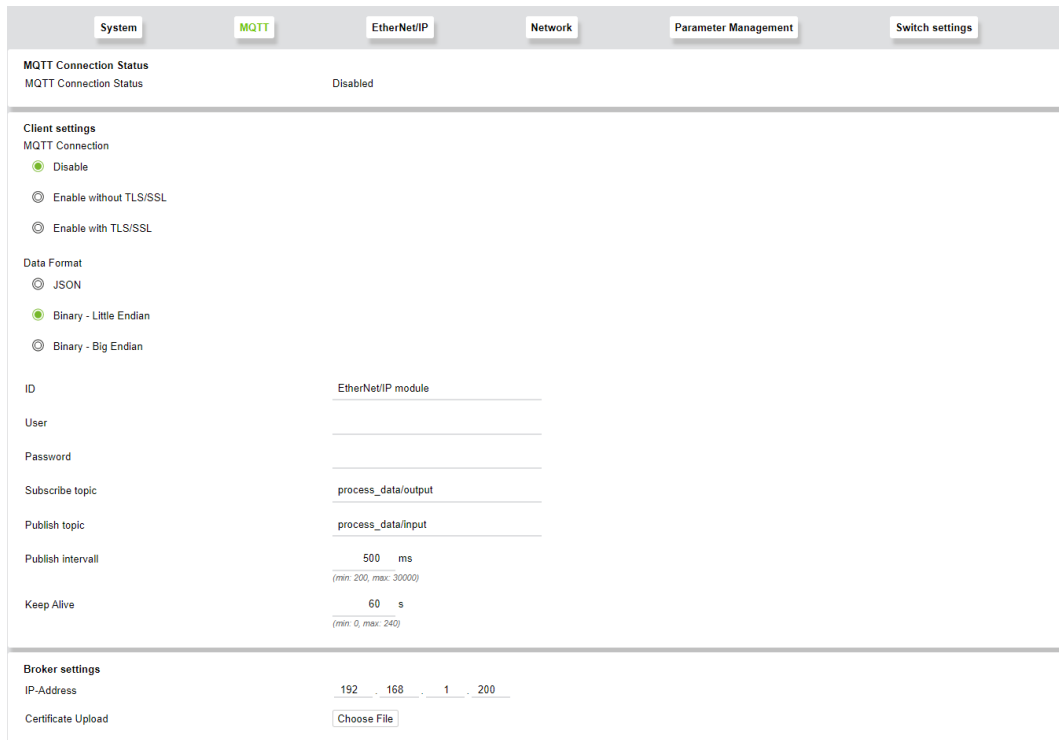 System MQTT EtherNet/IP Network Parameter Management Switch settings
MQTT Connection Status
MQTT Connection Status Disabled
Client settings
MQTT Connection
Disable
Enable without TLS/SSL
Enable with TLS/SSL
Data Format
JSON
Binary - Little Endian
Binary - Big Endian
ID EtherNet/IP module
User
Password
Subscribe topic process_data/output
Publish topic process_data/input
Publish intervall 500 ms
(min: 200, max: 30000)
Keep Alive 60 s
(min: 0, max: 240)
Broker settings
IP-Address 192 . 168 . 1 . 200
Certificate Upload Choose File